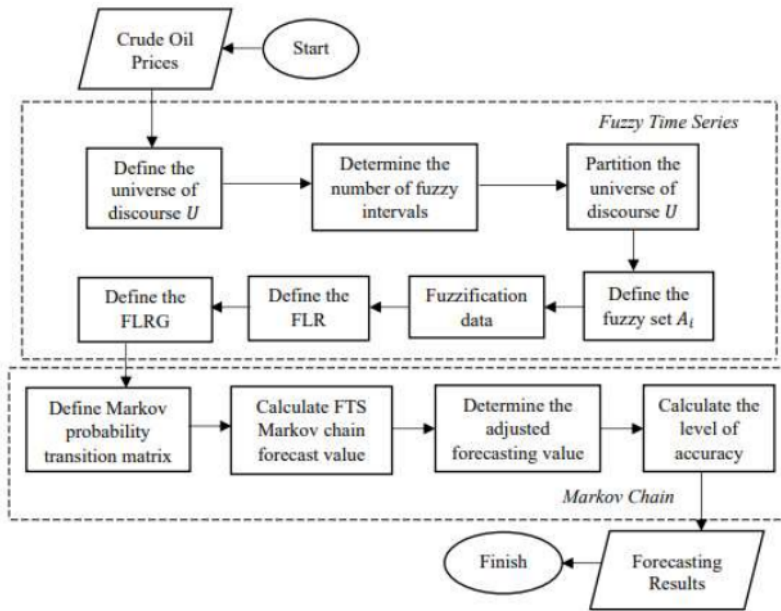 Crude Oil
Prices
Start
Fuzzy Time Series
Define the
universe of
discourse U
Determine the
number of fuzzy
intervals
Partition the
universe of
discourse U
Define the
fuzzy set Aᵢ
Fuzzification
data
Define the
FLR
Define the
FLRG
Define Markov
probability
transition matrix
Calculate FTS
Markov chain
forecast value
Determine the
adjusted
forecasting value
Calculate the
level of
accuracy
Markov Chain
Forecasting
Results
Finish